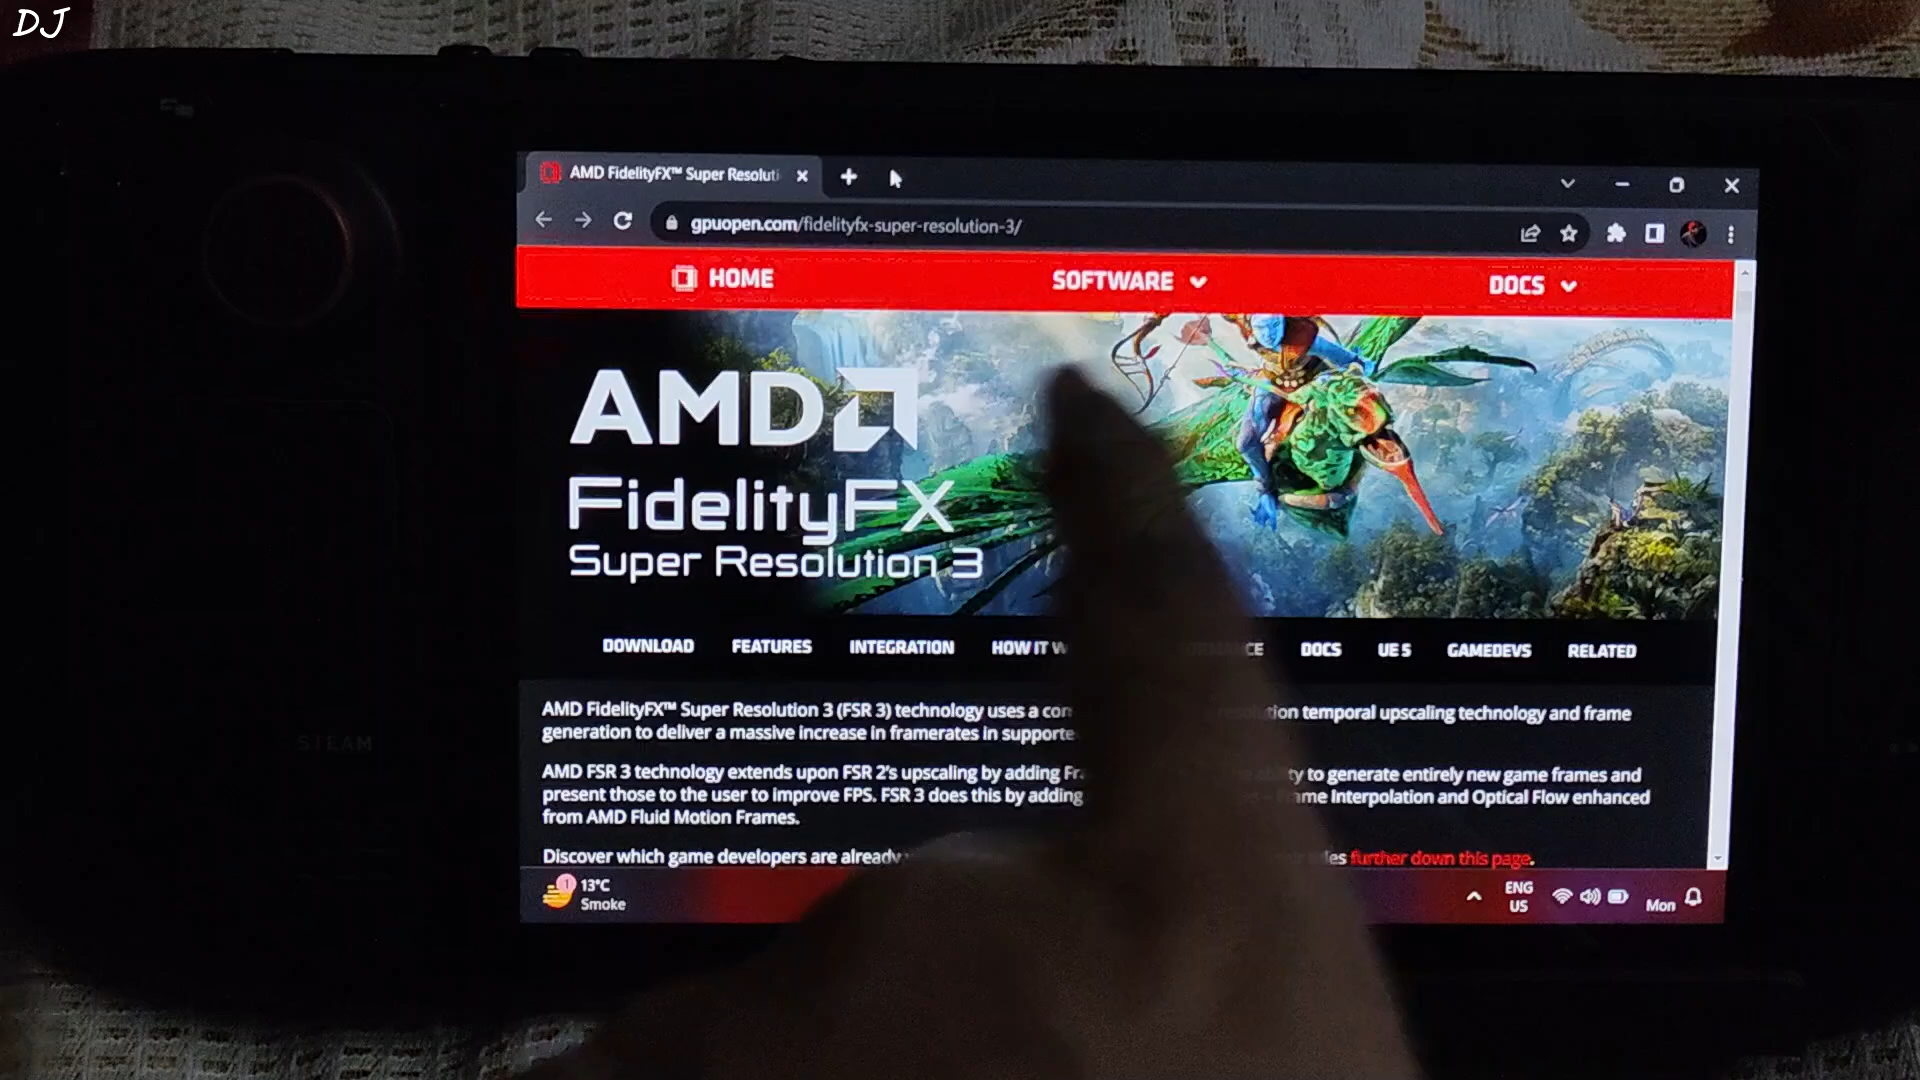 DJ
AMD FidelityFX™ Super Resoluti
gpuopen.com/fidelityfx-super-resolution-3/
HOME SOFTWARE DOCS
AMD
FidelityFX
Super Resolution 3
DOWNLOAD FEATURES INTEGRATION HOW IT DOCS UE 5 GAMEDEVS RELATED
AMD FidelityFX™ Super Resolution 3 (FSR 3) technology uses a temporal upscaling technology and frame
generation to deliver a massive increase in framerates in
AMD FSR 3 technology extends upon FSR 2's upscaling by adding to generate entirely new game frames and
present those to the user to improve FPS. FSR 3 does this by adding Interpolation and Optical Flow enhanced
from AMD Fluid Motion Frames.
Discover which game developers are already further down this page.
STEAM
1 13°C
Smoke
ENG
US
Mon